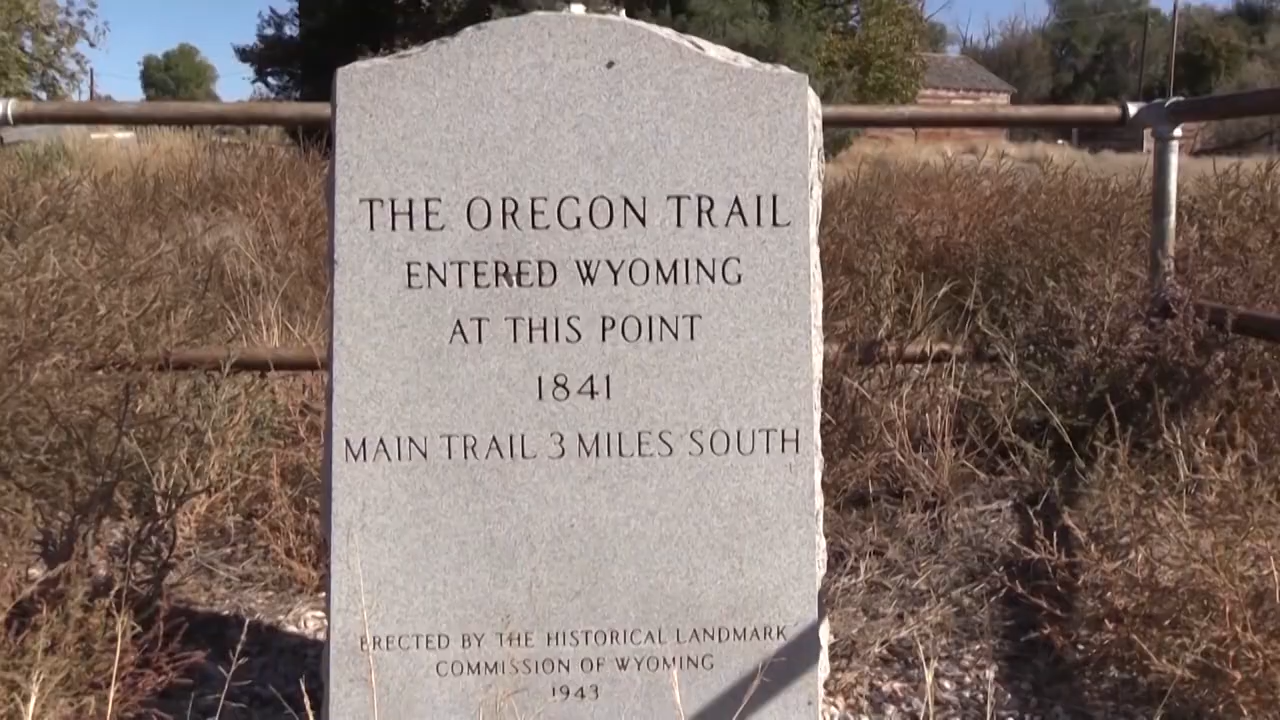 THE OREGON TRAIL
ENTERED WYOMING
AT THIS POINT
1841
MAIN TRAIL 3 MILES SOUTH
ERECTED BY THE HISTORICAL LANDMARK
COMMISSION OF WYOMING
1943